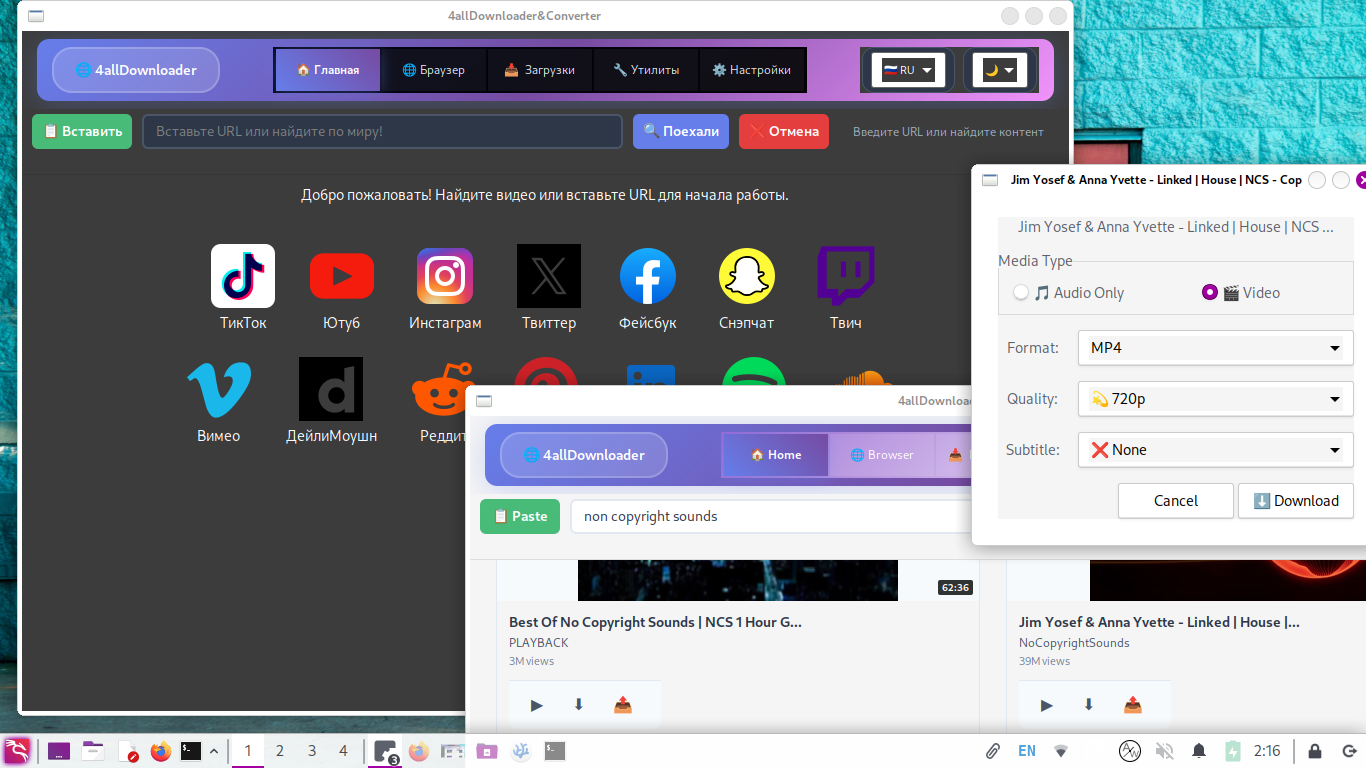 4allDownloader&Converter
🌐 4allDownloader
🏠 Главная
🌐 Браузер
📥 Загрузки
🔧 Утилиты
⚙️ Настройки
🇷🇺 RU
🌙
📋 Вставить
Вставьте URL или найдите по миру!
🔍 Поехали
❌ Отмена
Введите URL или найдите контент
Добро пожаловать! Найдите видео или вставьте URL для начала работы.
ТикТок
Ютуб
Инстаграм
Твиттер
Фейсбук
Снэпчат
Твич
Вимео
ДейлиМоушн
Реддит
Jim Yosef & Anna Yvette - Linked | House | NCS - Cop
Jim Yosef & Anna Yvette - Linked | House | NCS ...
Media Type
🎵 Audio Only
🎬 Video
Format:
MP4
Quality:
💫 720p
Subtitle:
❌ None
Cancel
⬇️ Download
4allDownloa
🌐 4allDownloader
🏠 Home
🌐 Browser
📥
📋 Paste
non copyright sounds
62:36
Best Of No Copyright Sounds | NCS 1 Hour G...
PLAYBACK
3M views
Jim Yosef & Anna Yvette - Linked | House |...
NoCopyrightSounds
39M views
1
2
3
4
3
EN
2:16